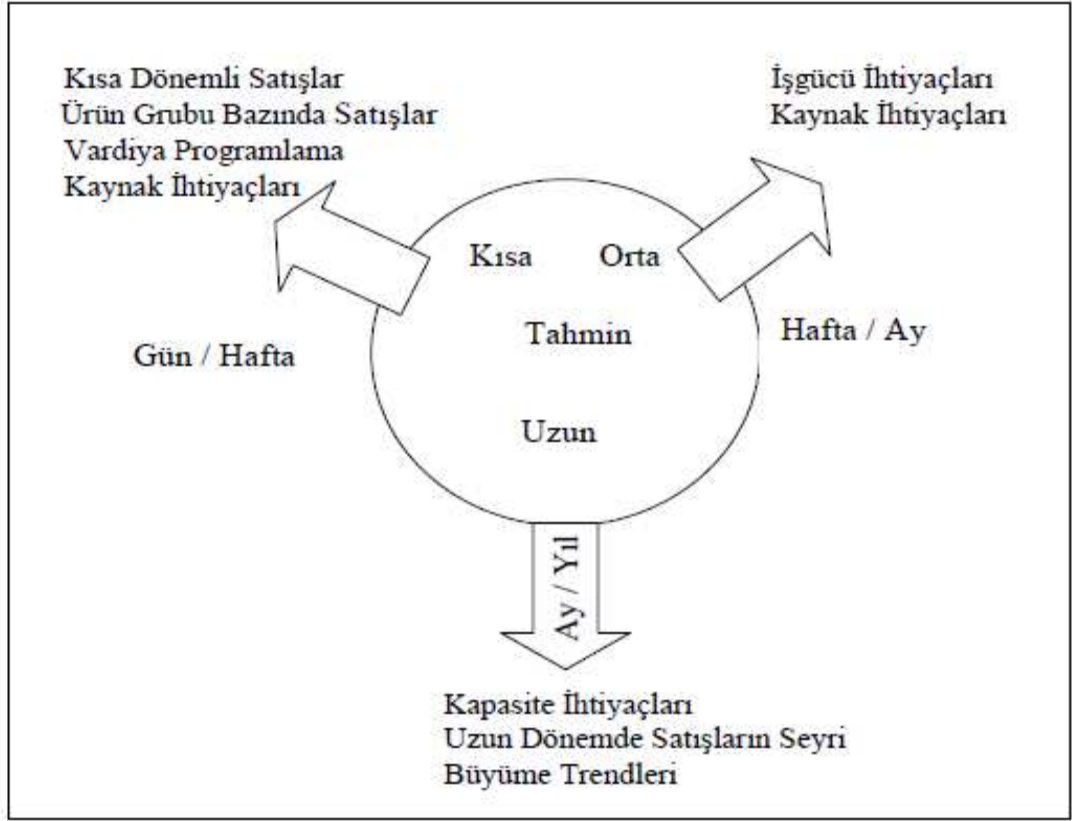 Kısa Dönemli Satışlar
Ürün Grubu Bazında Satışlar
Vardiya Programlama
Kaynak İhtiyaçları
İşgücü İhtiyaçları
Kaynak İhtiyaçları
Kısa
Orta
Tahmin
Uzun
Gün / Hafta
Hafta / Ay
Ay / Yıl
Kapasite İhtiyaçları
Uzun Dönemde Satışların Seyri
Büyüme Trendleri